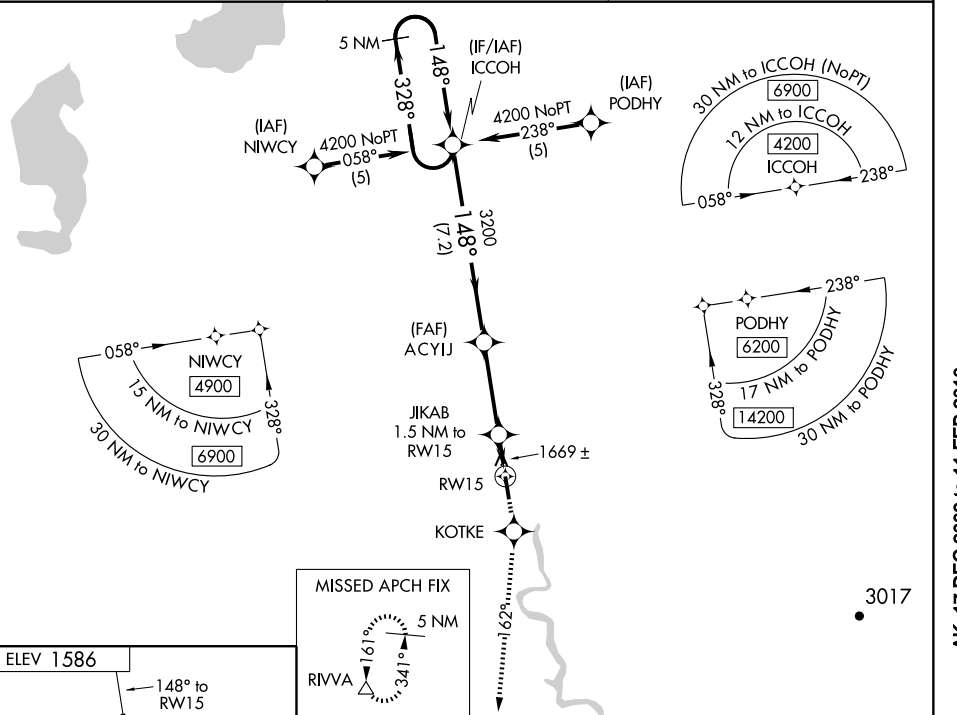 5 NM
148°
328°
(IF/IAF)
ICCOH
(IAF)
PODHY
4200 NoPT
238°
(5)
(IAF)
NIWCY
4200 NoPT
058°
(5)
30 NM to ICCOH (NoPT)
6900
12 NM to ICCOH
4200
ICCOH
058°
238°
3200
148°
(7.2)
(FAF)
ACYIJ
058°
NIWCY
4900
15 NM to NIWCY
6900
30 NM to NIWCY
328°
238°
PODHY
6200
17 NM to PODHY
14200
30 NM to PODHY
328°
JIKAB
1.5 NM to
RW15
1669 ±
RW15
KOTKE
162°
3017
MISSED APCH FIX
5 NM
161°
341°
RIVVA
ELEV 1586
148° to
RW15